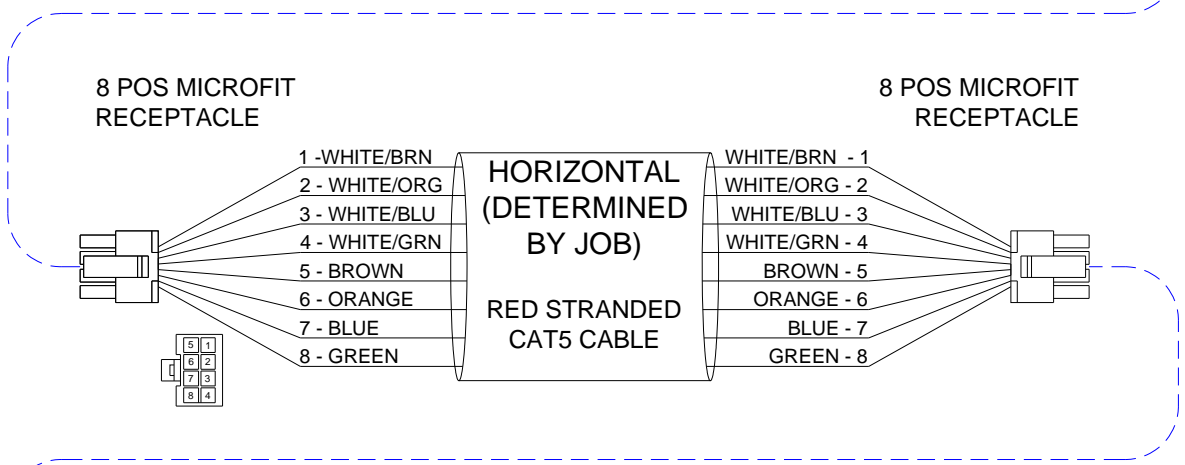 8 POS MICROFIT
RECEPTACLE
8 POS MICROFIT
RECEPTACLE
1 -WHITE/BRN
2 - WHITE/ORG
3 - WHITE/BLU
4 - WHITE/GRN
5 - BROWN
6 - ORANGE
7 - BLUE
8 - GREEN
HORIZONTAL
(DETERMINED
BY JOB)
RED STRANDED
CAT5 CABLE
WHITE/BRN - 1
WHITE/ORG - 2
WHITE/BLU - 3
WHITE/GRN - 4
BROWN - 5
ORANGE - 6
BLUE - 7
GREEN - 8
5 1
6 2
7 3
8 4